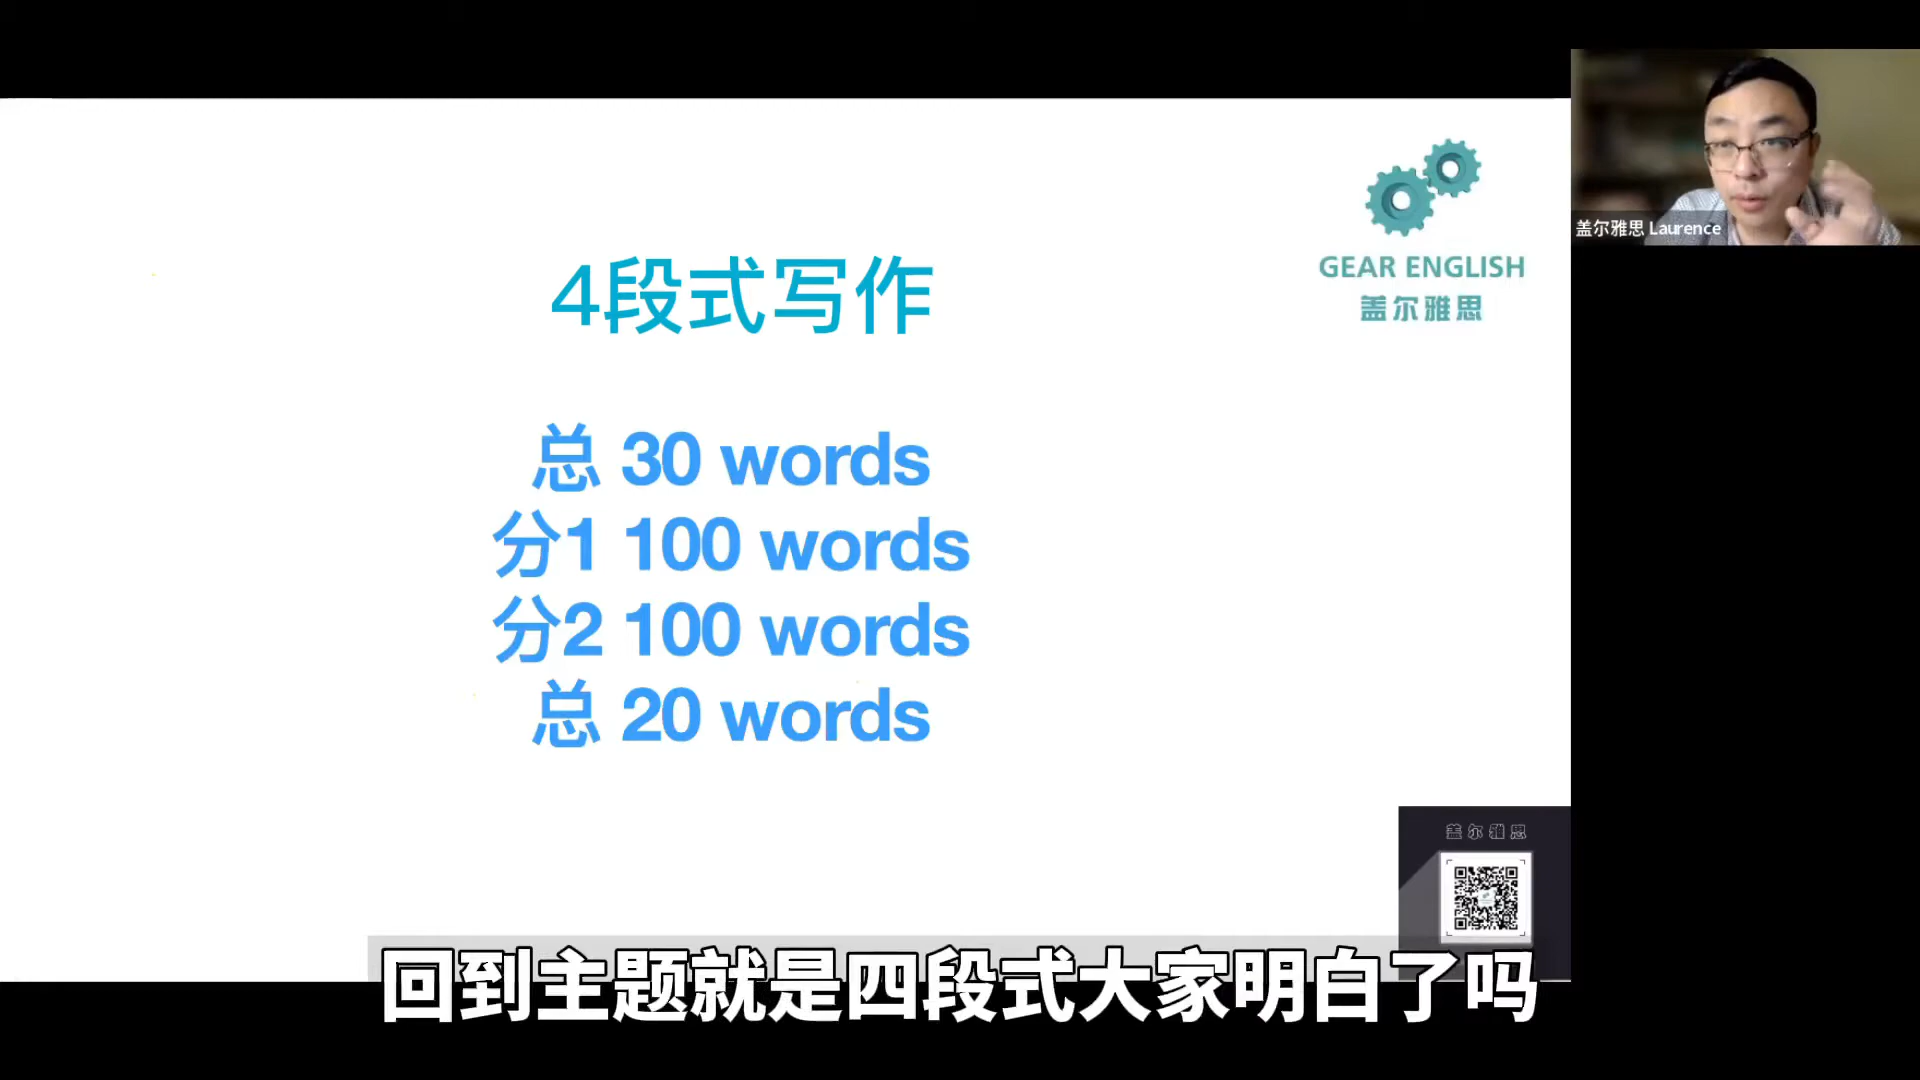 盖尔雅思 Laurence
GEAR ENGLISH
盖尔雅思
4段式写作
总 30 words
分1 100 words
分2 100 words
总 20 words
盖尔雅思
回到主题就是四段式大家明白了吗